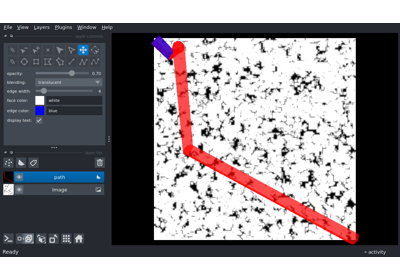 File View Layers Plugins Window Help
opacity: 0.70
blending: translucent
edge width:
face color: white
edge color: blue
display text:
path
Image
Ready
activity